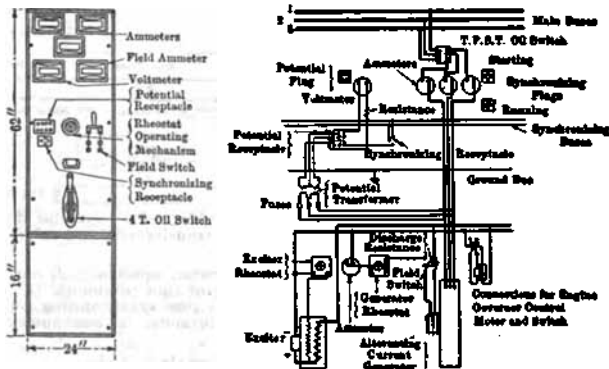 Ammeters
Field Ammeter
Voltmeter
Potential
Receptacle
Rheostat
Operating
Mechanism
Field Switch
Synchronizing
Receptacle
4 T. Oil Switch
62"
16"
24"
1
2
3
Main Buses
T.P.S.T. Oil Switch
Potential
Plug
Ammeters
Starting
Synchronizing
Plugs
Voltmeter
Resistance
Running
Synchronizing
Buses
Potential
Receptacle
Synchronizing Receptacle
Ground Bus
Potential
Transformer
Fuses
Discharge
Resistance
Exciter
Rheostat
Field
Switch
Generator
Rheostat
Connections for Engine
Governor Control
Motor and Switch
Exciter
Ammeter
Alternating
Current
Generator